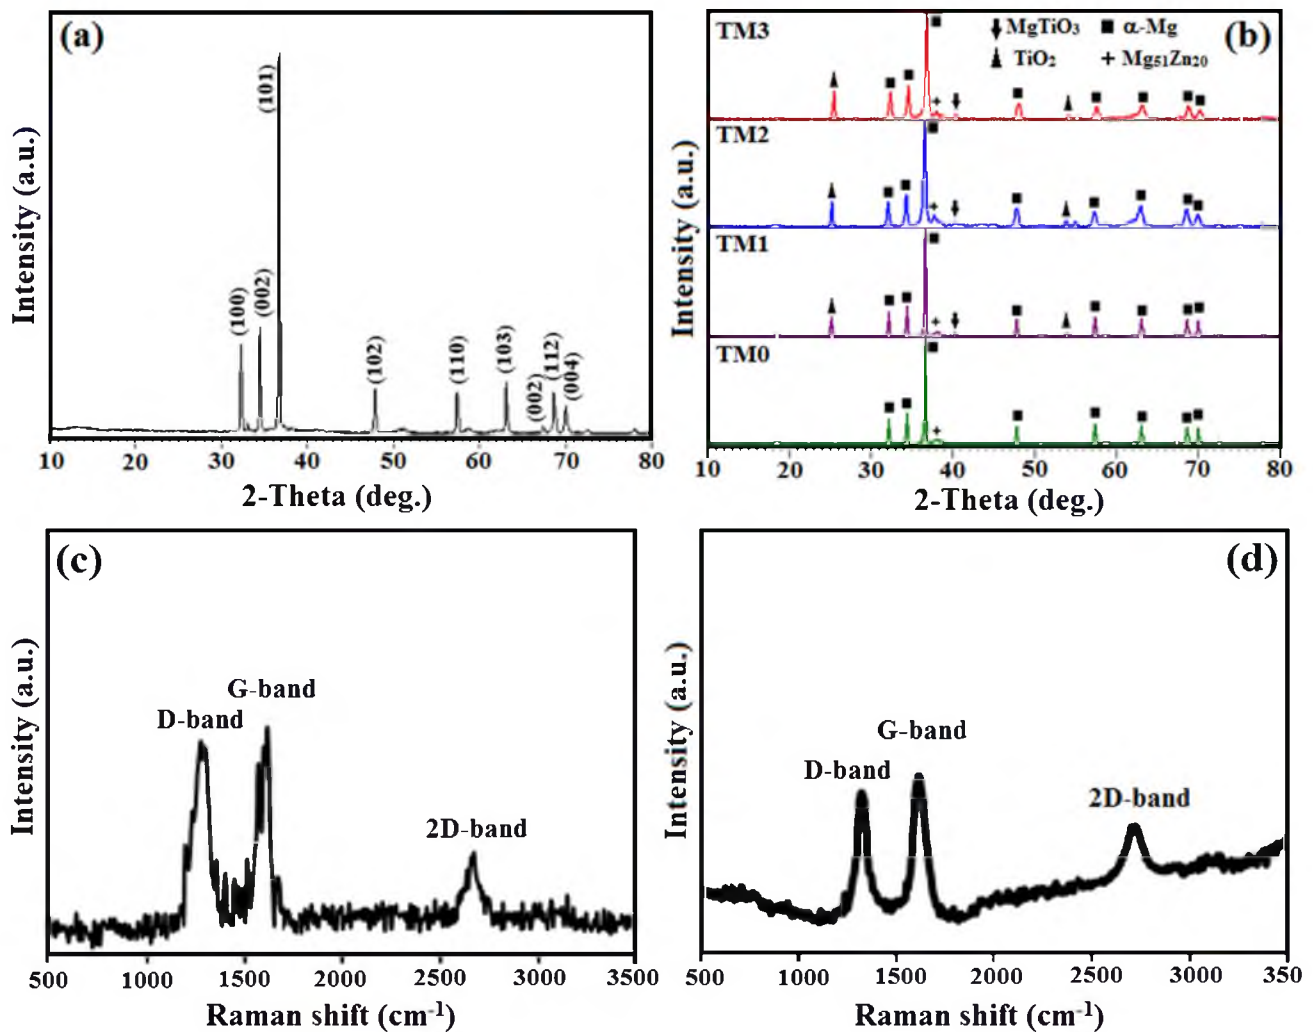 (a)
Intensity (a.u.)
(100)
(002)
(101)
(102)
(110)
(103)
(002)
(112)
(004)
10 20 30 40 50 60 70 80
2-Theta (deg.)
(b)
TM3
MgTiO3 α-Mg
TiO2 Mg51Zn20
TM2
TM1
TM0
Intensity (a.u.)
10 20 30 40 50 60 70 80
2-Theta (deg.)
(c)
Intensity (a.u.)
D-band
G-band
2D-band
500 1000 1500 2000 2500 3000 3500
Raman shift (cm-1)
(d)
Intensity (a.u.)
D-band
G-band
2D-band
500 1000 1500 2000 2500 3000 350
Raman shift (cm-1)